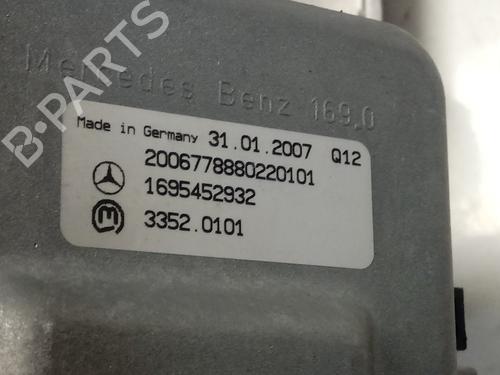 B-PARTS
Mercedes Benz 169.0
Made in Germany 31.01.2007 Q12
2006778880220101
1695452932
3352.0101